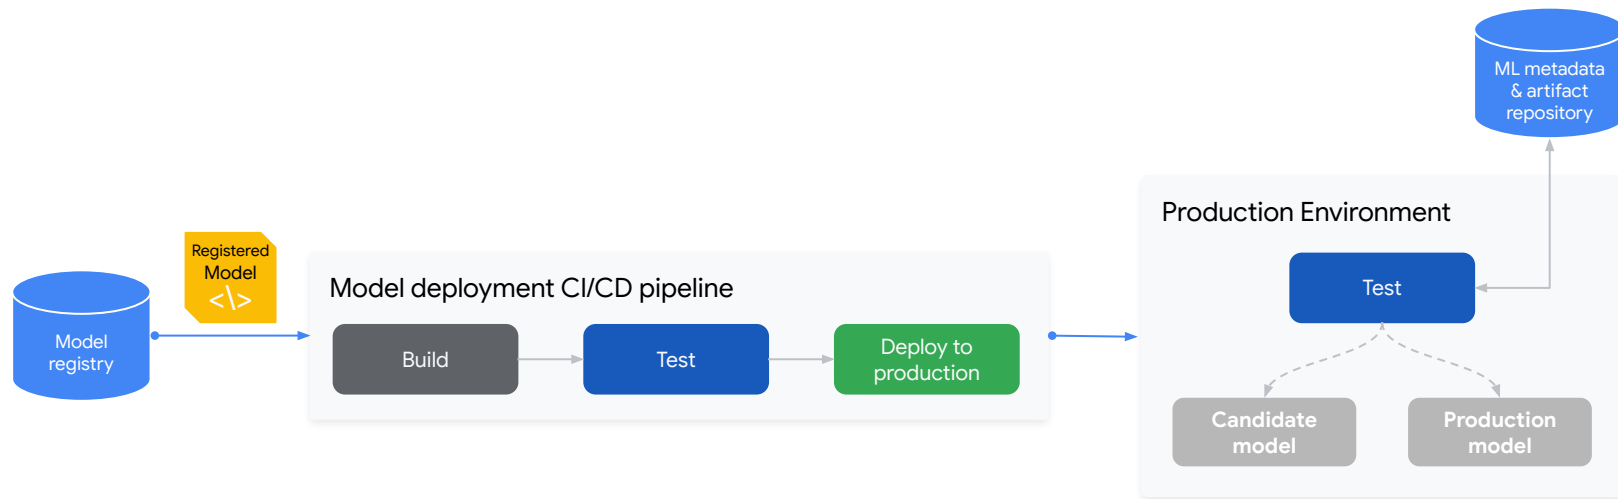 ML metadata
& artifact
repository
Production Environment
Registered
Model
<\>
Model deployment CI/CD pipeline
Test
Model
registry
Build
Test
Deploy to
production
Candidate
model
Production
model